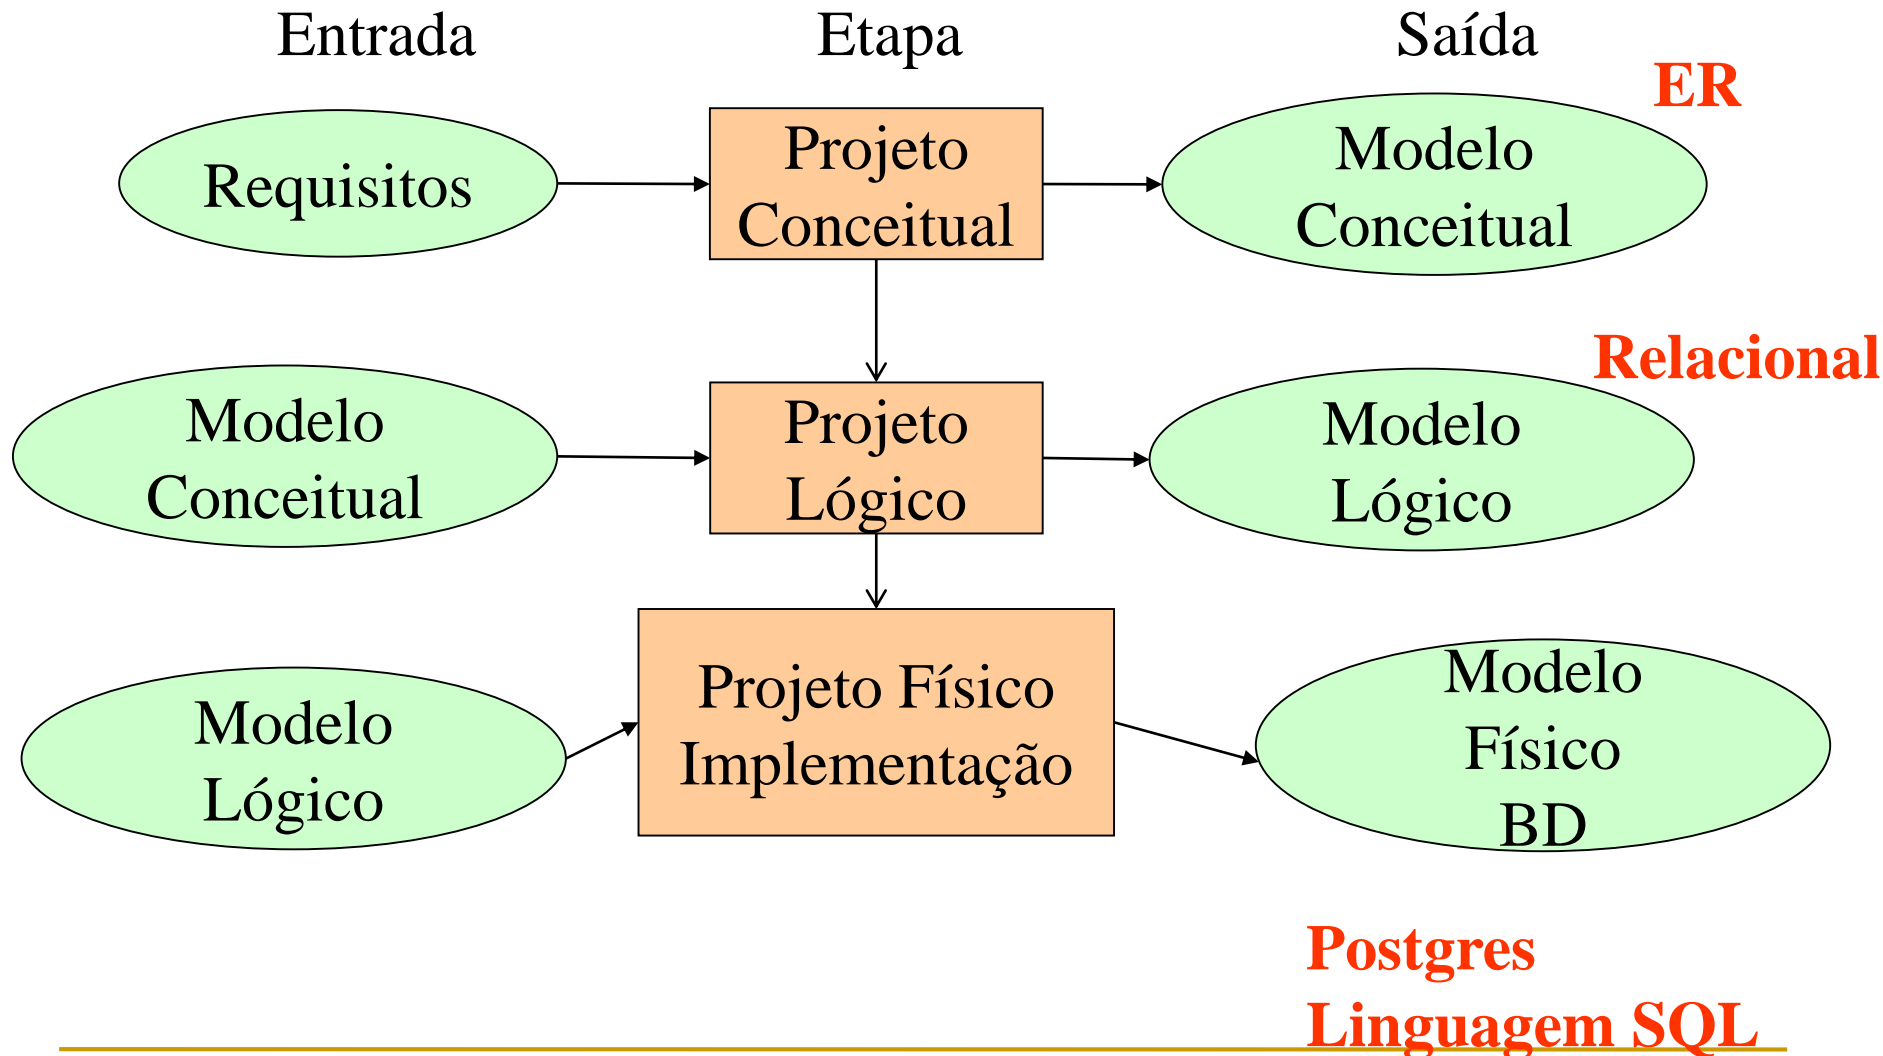 Entrada
Etapa
Saída
ER
Requisitos
Projeto
Conceitual
Modelo
Conceitual
Relacional
Modelo
Conceitual
Projeto
Lógico
Modelo
Lógico
Modelo
Lógico
Projeto Físico
Implementação
Modelo
Físico
BD
Postgres
Linguagem SQL